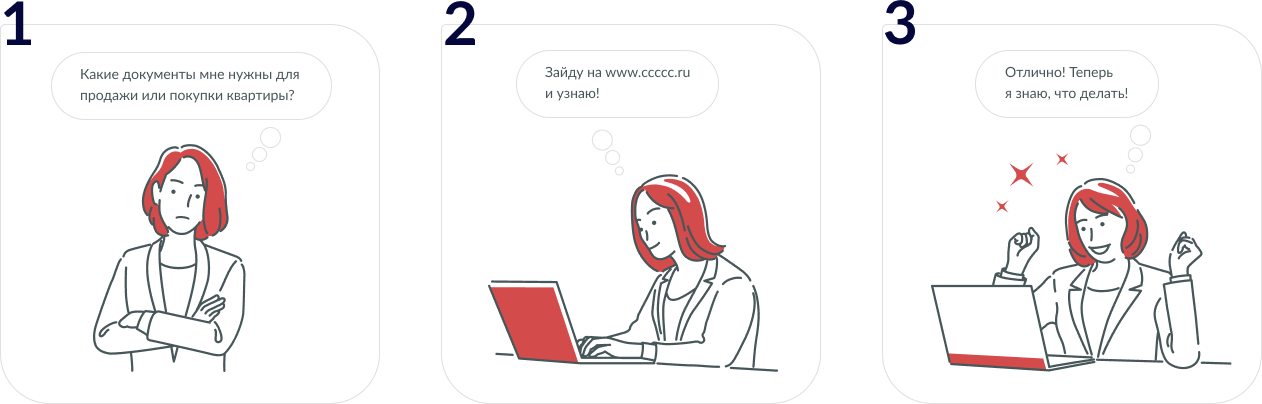 1
Какие документы мне нужны для
продажи или покупки квартиры?
2
Зайду на www.ccccc.ru
и узнаю!
3
Отлично! Теперь
я знаю, что делать!